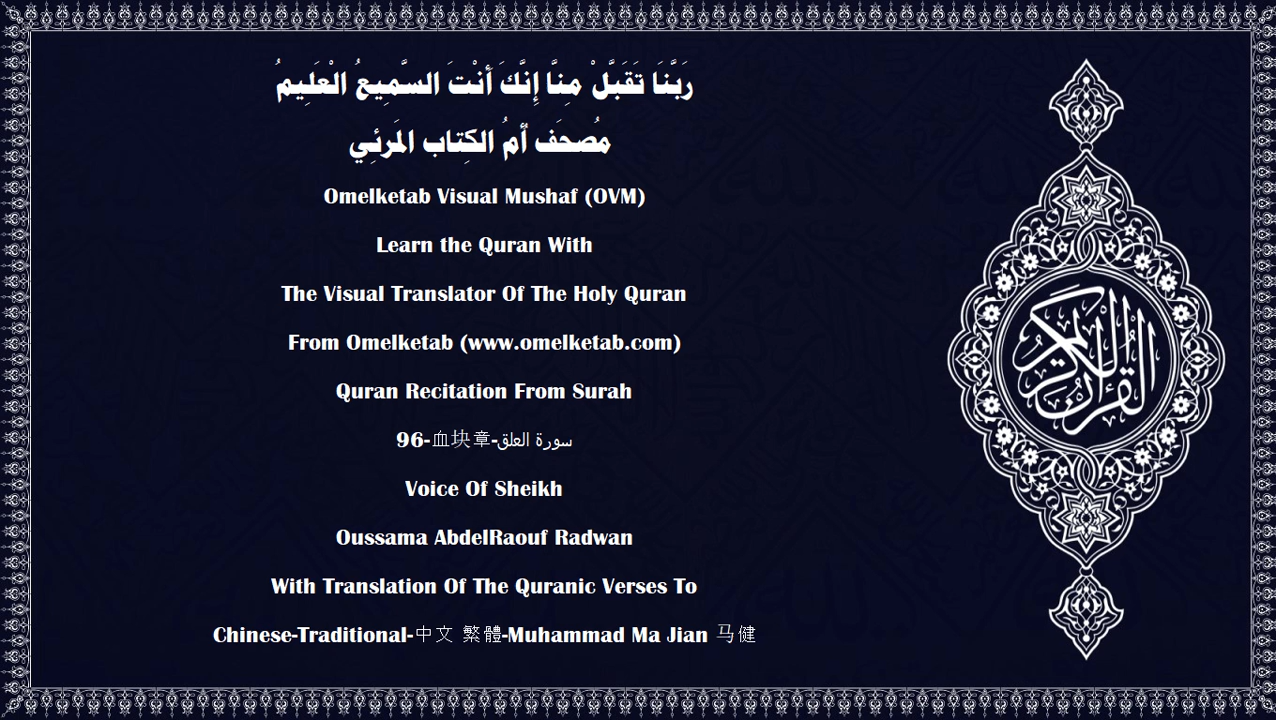 رَبَّنَا تَقَبَّلْ مِنَّا إِنَّكَ أَنْتَ السَّمِيعُ الْعَلِيمُ
مُصحَف أمُ الكِتاب المَرئِي
Omelketab Visual Mushaf (OVM)
Learn the Quran With
The Visual Translator Of The Holy Quran
From Omelketab (www.omelketab.com)
Quran Recitation From Surah
96-血块章-سورة العلق
Voice Of Sheikh
Oussama AbdelRaouf Radwan
With Translation Of The Quranic Verses To
Chinese-Traditional-中文 繁體-Muhammad Ma Jian 马健
القرآن الكريم